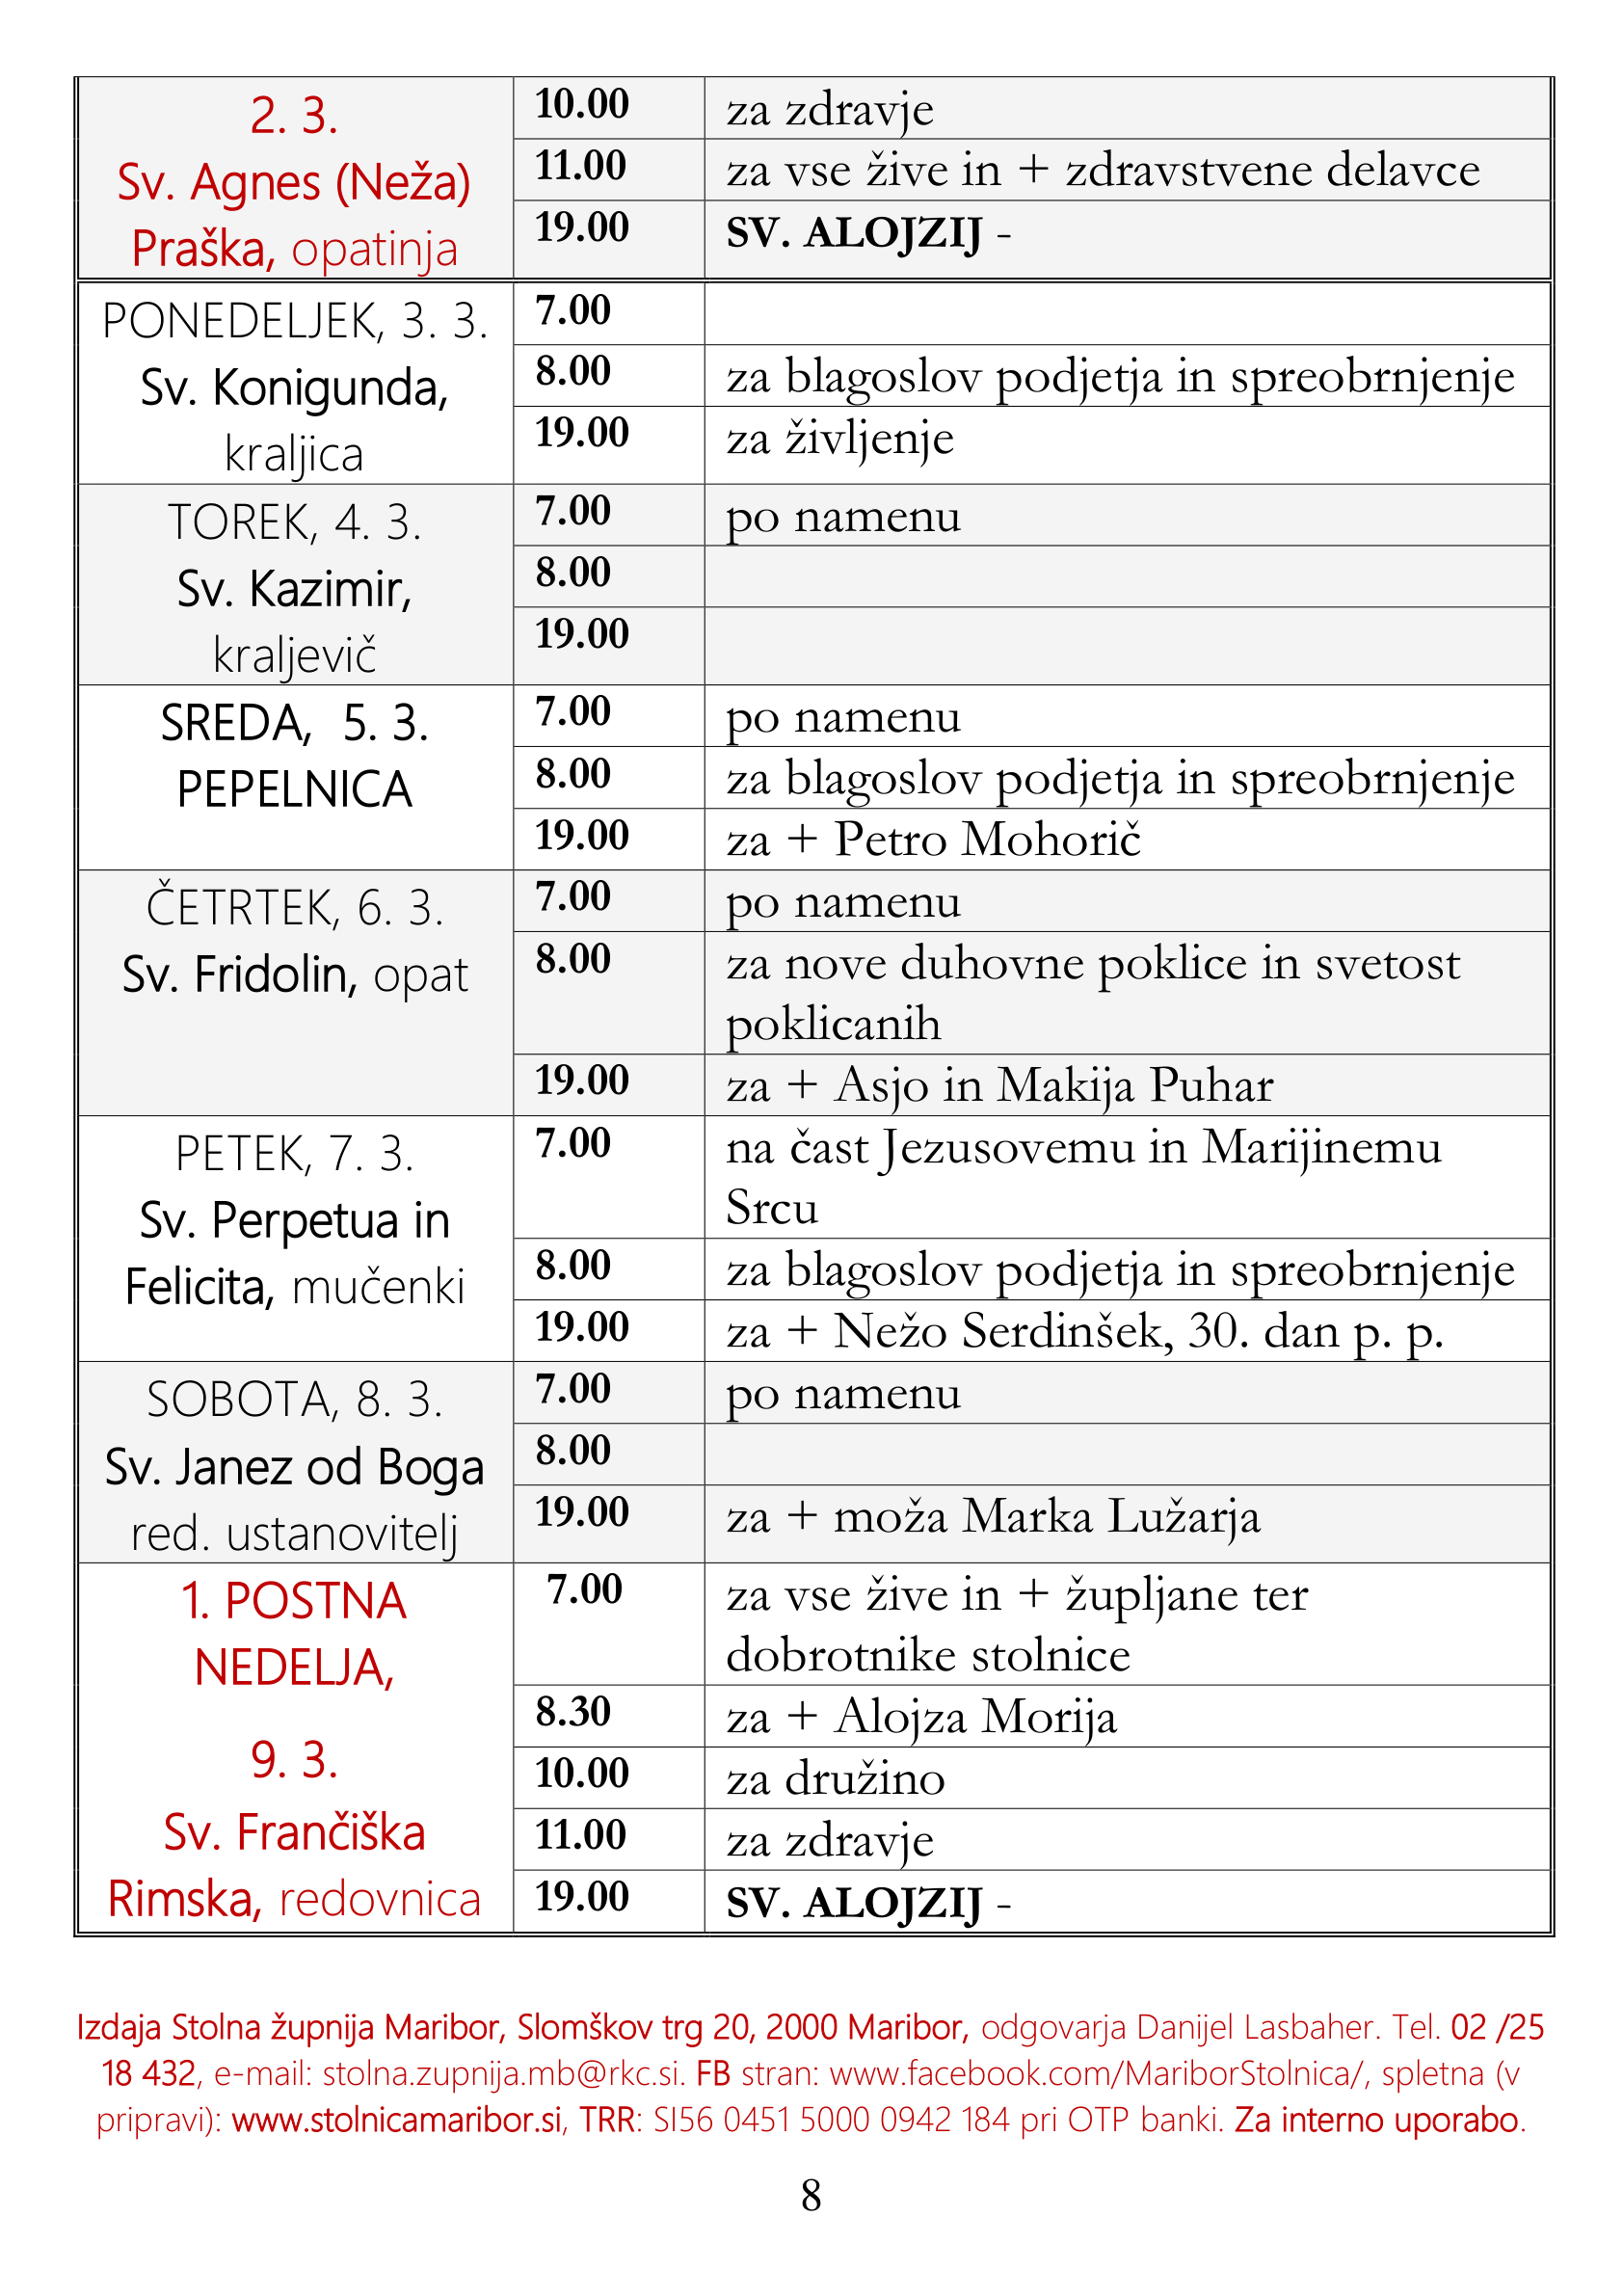 2. 3.
Sv. Agnes (Neža)
Praška, opatinja
10.00 za zdravje
11.00 za vse žive in + zdravstvene delavce
19.00 SV. ALOJZIJ -
PONEDELJEK, 3. 3.
Sv. Konigunda,
kraljica
7.00
8.00 za blagoslov podjetja in spreobrnjenje
19.00 za življenje
TOREK, 4. 3.
Sv. Kazimir,
kraljevič
7.00 po namenu
8.00
19.00
SREDA, 5. 3.
PEPELNICA
7.00 po namenu
8.00 za blagoslov podjetja in spreobrnjenje
19.00 za + Petro Mohorič
ČETRTEK, 6. 3.
Sv. Fridolin, opat
7.00 po namenu
8.00 za nove duhovne poklice in svetost
poklicanih
19.00 za + Asjo in Makija Puhar
PETEK, 7. 3.
Sv. Perpetua in
Felicita, mučenki
7.00 na čast Jezusovemu in Marijinemu
Srcu
8.00 za blagoslov podjetja in spreobrnjenje
19.00 za + Nežo Serdinšek, 30. dan p. p.
SOBOTA, 8. 3.
Sv. Janez od Boga
red. ustanovitelj
7.00 po namenu
8.00
19.00 za + moža Marka Lužarja
1. POSTNA
NEDELJA,
9. 3.
Sv. Frančiška
Rimska, redovnica
7.00 za vse žive in + župljane ter
dobrotnike stolnice
8.30 za + Alojza Morija
10.00 za družino
11.00 za zdravje
19.00 SV. ALOJZIJ -
Izdaja Stolna župnija Maribor, Slomškov trg 20, 2000 Maribor, odgovarja Danijel Lasbaher. Tel. 02 /25
18 432, e-mail: stolna.zupnija.mb@rkc.si. FB stran: www.facebook.com/MariborStolnica/, spletna (v
pripravi): www.stolnicamaribor.si, TRR: SI56 0451 5000 0942 184 pri OTP banki. Za interno uporabo.
8